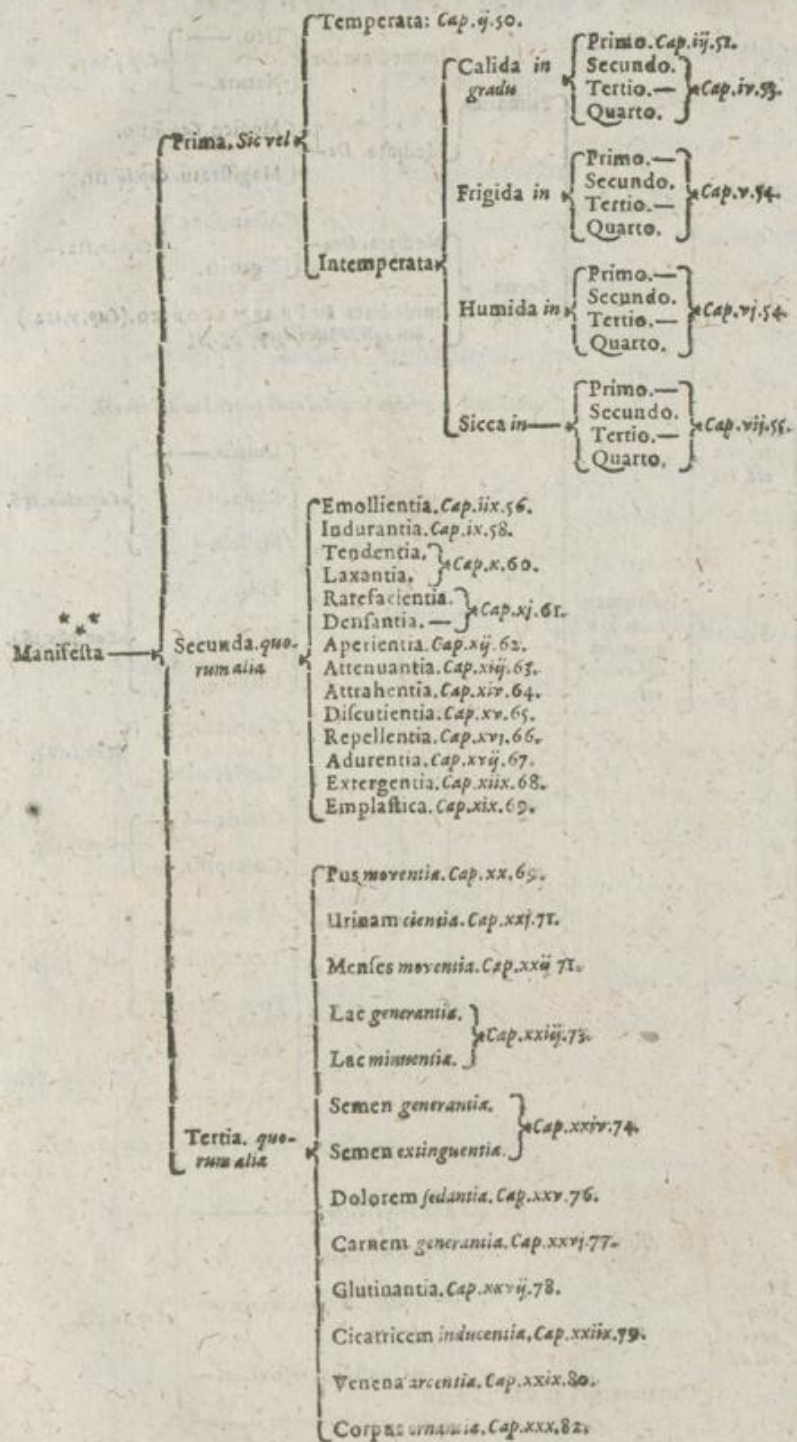 Temperata: Cap. ij. 50.
Prima. Sic vel
Calida in
gradu
Primo. Cap. iij. 51.
Secundo.
Tertio.—
Quarto.
Cap. iv. 53.
Frigida in
Primo.—
Secundo.
Tertio.—
Quarto.
Cap. v. 54.
Intemperata
Humida in
Primo.—
Secundo.
Tertio.—
Quarto.
Cap. vj. 54.
Sicca in—
Primo.—
Secundo.
Tertio.—
Quarto.
Cap. vij. 55.
***
Manifeſta
Secunda. quo-
rum alia
Emollientia. Cap. iix. 56.
Indurantia. Cap. ix. 58.
Tendentia.
Laxantia.
Cap. x. 60.
Rarefacientia.
Denſantia. —
Cap. xj. 61.
Aperientia. Cap. xij. 62.
Attenuantia. Cap. xiij. 63.
Attrahentia. Cap. xiv. 64.
Diſcutientia. Cap. xv. 65.
Repellentia. Cap. xvj. 66.
Adurentia. Cap. xvij. 67.
Extergentia. Cap. xiix. 68.
Emplaſtica. Cap. xix. 69.
Tertia. quo-
rum alia
Pus moventia. Cap. xx. 69.
Urinam cientia. Cap. xxj. 71.
Menſes moventia. Cap. xxij 71.
Lac generantia.
Lac minuentia.
Cap. xxiij. 73.
Semen generantia.
Semen extinguentia.
Cap. xxiv. 74.
Dolorem ſedantia. Cap. xxv. 76.
Carnem generantia. Cap. xxvj. 77.
Glutinantia. Cap. xxvij. 78.
Cicatricem inducentia, Cap. xxiix. 79.
Venena arcentia. Cap. xxix. 80.
Corpus ornantia. Cap. xxx. 82.